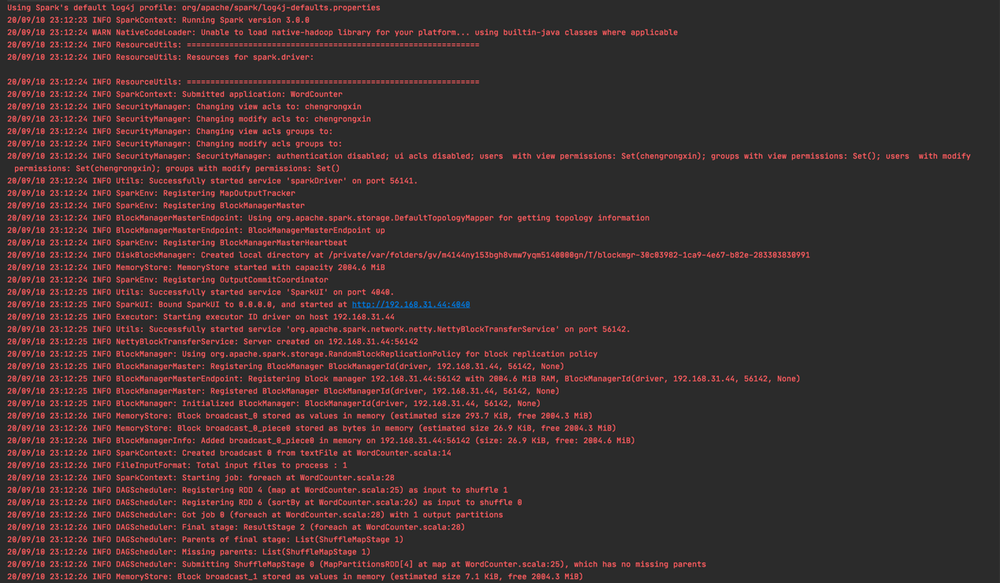 Using Spark's default log4j profile: org/apache/spark/log4j-defaults.properties
20/09/10 23:12:23 INFO SparkContext: Running Spark version 3.0.0
20/09/10 23:12:24 WARN NativeCodeLoader: Unable to load native-hadoop library for your platform... using builtin-java classes where applicable
20/09/10 23:12:24 INFO ResourceUtils: ==============================================================
20/09/10 23:12:24 INFO ResourceUtils: Resources for spark.driver:
20/09/10 23:12:24 INFO ResourceUtils: ==============================================================
20/09/10 23:12:24 INFO SparkContext: Submitted application: WordCounter
20/09/10 23:12:24 INFO SecurityManager: Changing view acls to: chengrongxin
20/09/10 23:12:24 INFO SecurityManager: Changing modify acls to: chengrongxin
20/09/10 23:12:24 INFO SecurityManager: Changing view acls groups to:
20/09/10 23:12:24 INFO SecurityManager: Changing modify acls groups to:
20/09/10 23:12:24 INFO SecurityManager: SecurityManager: authentication disabled; ui acls disabled; users  with view permissions: Set(chengrongxin); groups with view permissions: Set(); users  with modify
permissions: Set(chengrongxin); groups with modify permissions: Set()
20/09/10 23:12:24 INFO Utils: Successfully started service 'sparkDriver' on port 56141.
20/09/10 23:12:24 INFO SparkEnv: Registering MapOutputTracker
20/09/10 23:12:24 INFO SparkEnv: Registering BlockManagerMaster
20/09/10 23:12:24 INFO BlockManagerMasterEndpoint: Using org.apache.spark.storage.DefaultTopologyMapper for getting topology information
20/09/10 23:12:24 INFO BlockManagerMasterEndpoint: BlockManagerMasterEndpoint up
20/09/10 23:12:24 INFO SparkEnv: Registering BlockManagerMasterHeartbeat
20/09/10 23:12:24 INFO DiskBlockManager: Created local directory at /private/var/folders/gv/m4144ny153bgh8vmw7yqm5140000gn/T/blockmgr-30c03982-1ca9-4e67-b82e-283303830991
20/09/10 23:12:24 INFO MemoryStore: MemoryStore started with capacity 2004.6 MiB
20/09/10 23:12:24 INFO SparkEnv: Registering OutputCommitCoordinator
20/09/10 23:12:25 INFO Utils: Successfully started service 'SparkUI' on port 4040.
20/09/10 23:12:25 INFO SparkUI: Bound SparkUI to 0.0.0.0, and started at http://192.168.31.44:4040
20/09/10 23:12:25 INFO Executor: Starting executor ID driver on host 192.168.31.44
20/09/10 23:12:25 INFO Utils: Successfully started service 'org.apache.spark.network.netty.NettyBlockTransferService' on port 56142.
20/09/10 23:12:25 INFO NettyBlockTransferService: Server created on 192.168.31.44:56142
20/09/10 23:12:25 INFO BlockManager: Using org.apache.spark.storage.RandomBlockReplicationPolicy for block replication policy
20/09/10 23:12:25 INFO BlockManagerMaster: Registering BlockManager BlockManagerId(driver, 192.168.31.44, 56142, None)
20/09/10 23:12:25 INFO BlockManagerMasterEndpoint: Registering block manager 192.168.31.44:56142 with 2004.6 MiB RAM, BlockManagerId(driver, 192.168.31.44, 56142, None)
20/09/10 23:12:25 INFO BlockManagerMaster: Registered BlockManager BlockManagerId(driver, 192.168.31.44, 56142, None)
20/09/10 23:12:25 INFO BlockManager: Initialized BlockManager: BlockManagerId(driver, 192.168.31.44, 56142, None)
20/09/10 23:12:26 INFO MemoryStore: Block broadcast_0 stored as values in memory (estimated size 293.7 KiB, free 2004.3 MiB)
20/09/10 23:12:26 INFO MemoryStore: Block broadcast_0_piece0 stored as bytes in memory (estimated size 26.9 KiB, free 2004.3 MiB)
20/09/10 23:12:26 INFO BlockManagerInfo: Added broadcast_0_piece0 in memory on 192.168.31.44:56142 (size: 26.9 KiB, free: 2004.6 MiB)
20/09/10 23:12:26 INFO SparkContext: Created broadcast 0 from textFile at WordCounter.scala:14
20/09/10 23:12:26 INFO FileInputFormat: Total input files to process : 1
20/09/10 23:12:26 INFO SparkContext: Starting job: foreach at WordCounter.scala:28
20/09/10 23:12:26 INFO DAGScheduler: Registering RDD 4 (map at WordCounter.scala:25) as input to shuffle 1
20/09/10 23:12:26 INFO DAGScheduler: Registering RDD 6 (sortBy at WordCounter.scala:26) as input to shuffle 0
20/09/10 23:12:26 INFO DAGScheduler: Got job 0 (foreach at WordCounter.scala:28) with 1 output partitions
20/09/10 23:12:26 INFO DAGScheduler: Final stage: ResultStage 2 (foreach at WordCounter.scala:28)
20/09/10 23:12:26 INFO DAGScheduler: Parents of final stage: List(ShuffleMapStage 1)
20/09/10 23:12:26 INFO DAGScheduler: Missing parents: List(ShuffleMapStage 1)
20/09/10 23:12:26 INFO DAGScheduler: Submitting ShuffleMapStage 0 (MapPartitionsRDD[4] at map at WordCounter.scala:25), which has no missing parents
20/09/10 23:12:26 INFO MemoryStore: Block broadcast_1 stored as values in memory (estimated size 7.1 KiB, free 2004.3 MiB)